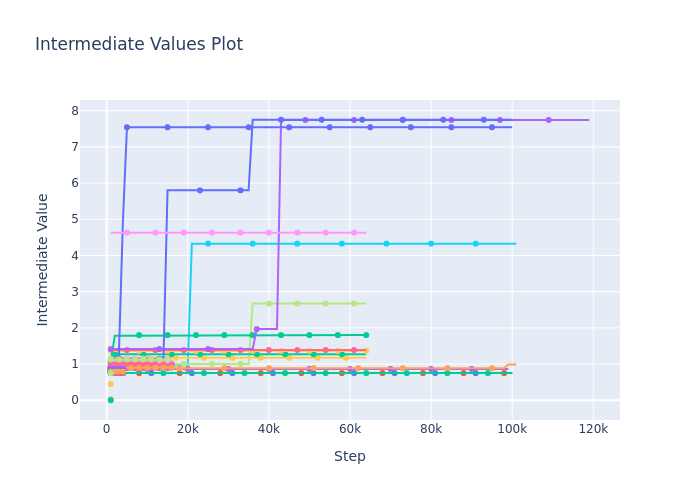 Intermediate Values Plot
8
7
6
5
4
3
2
1
0
Intermediate Value
0
20k
40k
60k
80k
100k
120k
Step